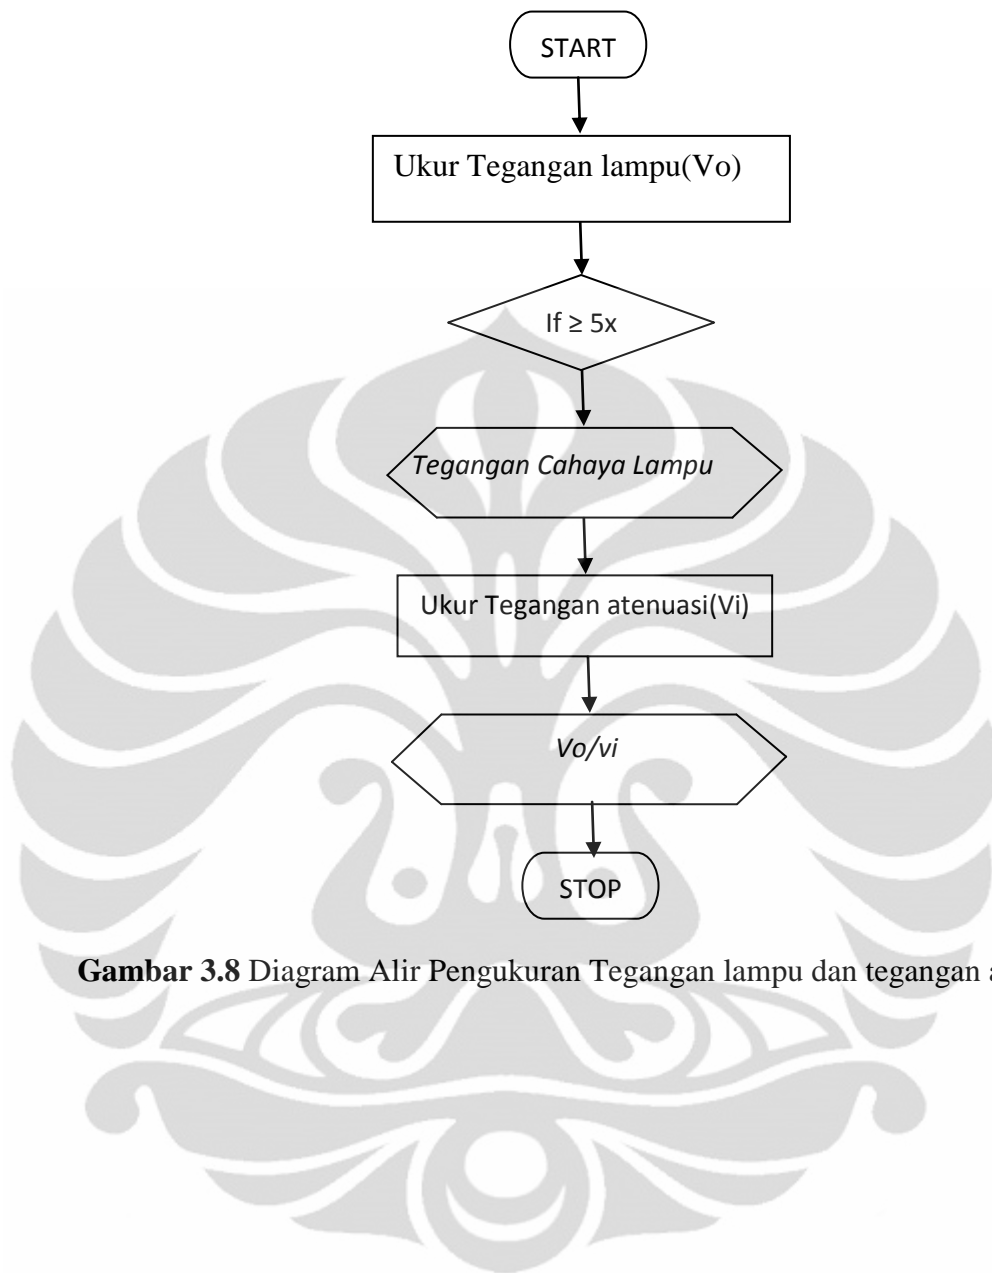 START
Ukur Tegangan lampu(Vo)
If ≥ 5x
Tegangan Cahaya Lampu
Ukur Tegangan atenuasi(Vi)
Vo/vi
STOP
Gambar 3.8 Diagram Alir Pengukuran Tegangan lampu dan tegangan a